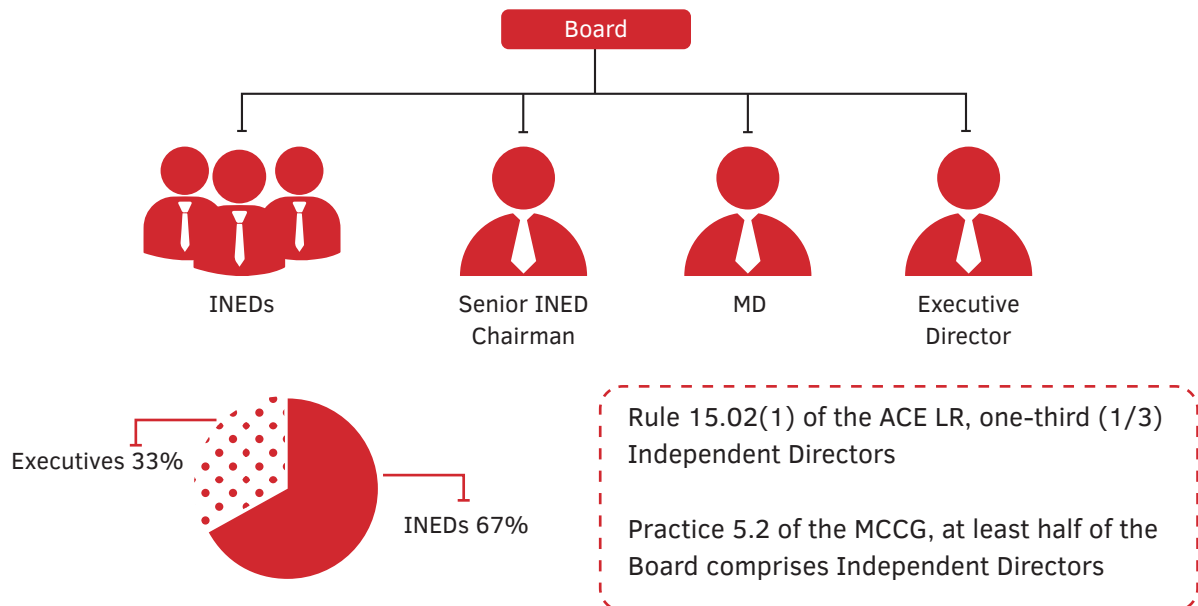 Board
INEDs
Senior INED
Chairman
MD
Executive
Director
Executives 33%
INEDs 67%
Rule 15.02(1) of the ACE LR, one-third (1/3)
Independent Directors
Practice 5.2 of the MCCG, at least half of the
Board comprises Independent Directors